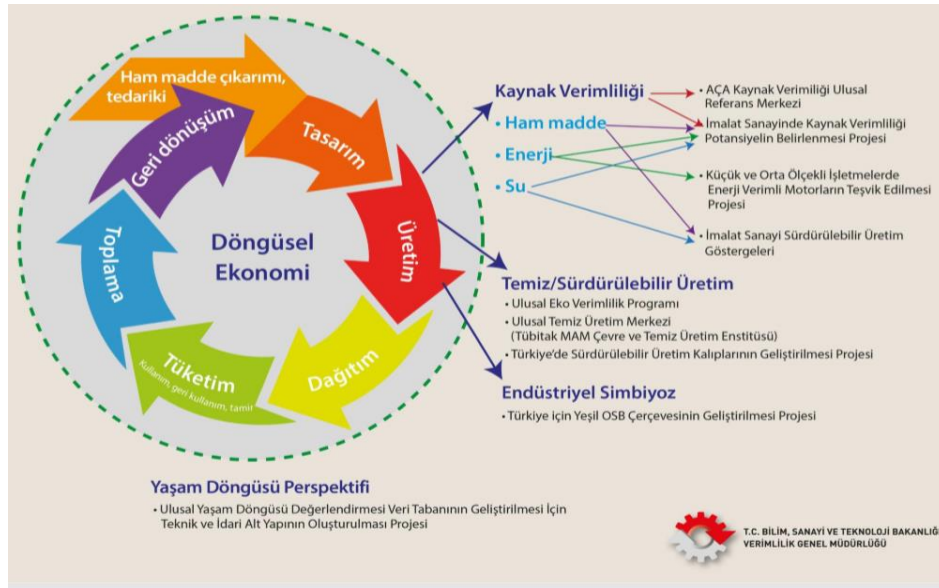 Ham madde çıkarımı,
tedariki
Tasarım
Üretim
Dağıtım
Tüketim
Kullanım, geri kullanım, tamir
Toplama
Geri dönüşüm
Döngüsel
Ekonomi
Kaynak Verimliliği
• Ham madde
• Enerji
• Su
• AÇA Kaynak Verimiliği Ulusal
Referans Merkezi
• İmalat Sanayinde Kaynak Verimliliği
Potansiyelin Belirlenmesi Projesi
• Küçük ve Orta Ölçekli İşletmelerde
Enerji Verimli Motorların Teşvik Edilmesi
Projesi
• İmalat Sanayi Sürdürülebilir Üretim
Göstergeleri
Temiz/Sürdürülebilir Üretim
• Ulusal Eko Verimlilik Programı
• Ulusal Temiz Üretim Merkezi
(Tübitak MAM Çevre ve Temiz Üretim Enstitüsü)
• Türkiye’de Sürdürülebilir Üretim Kalıplarının Geliştirilmesi Projesi
Endüstriyel Simbiyoz
• Türkiye için Yeşil OSB Çerçevesinin Geliştirilmesi Projesi
Yaşam Döngüsü Perspektifi
• Ulusal Yaşam Döngüsü Değerlendirmesi Veri Tabanının Geliştirilmesi İçin
Teknik ve İdari Alt Yapının Oluşturulması Projesi
T.C. BİLİM, SANAYİ VE TEKNOLOJİ BAKANLIĞ
VERİMLİLİK GENEL MÜDÜRLÜĞÜ